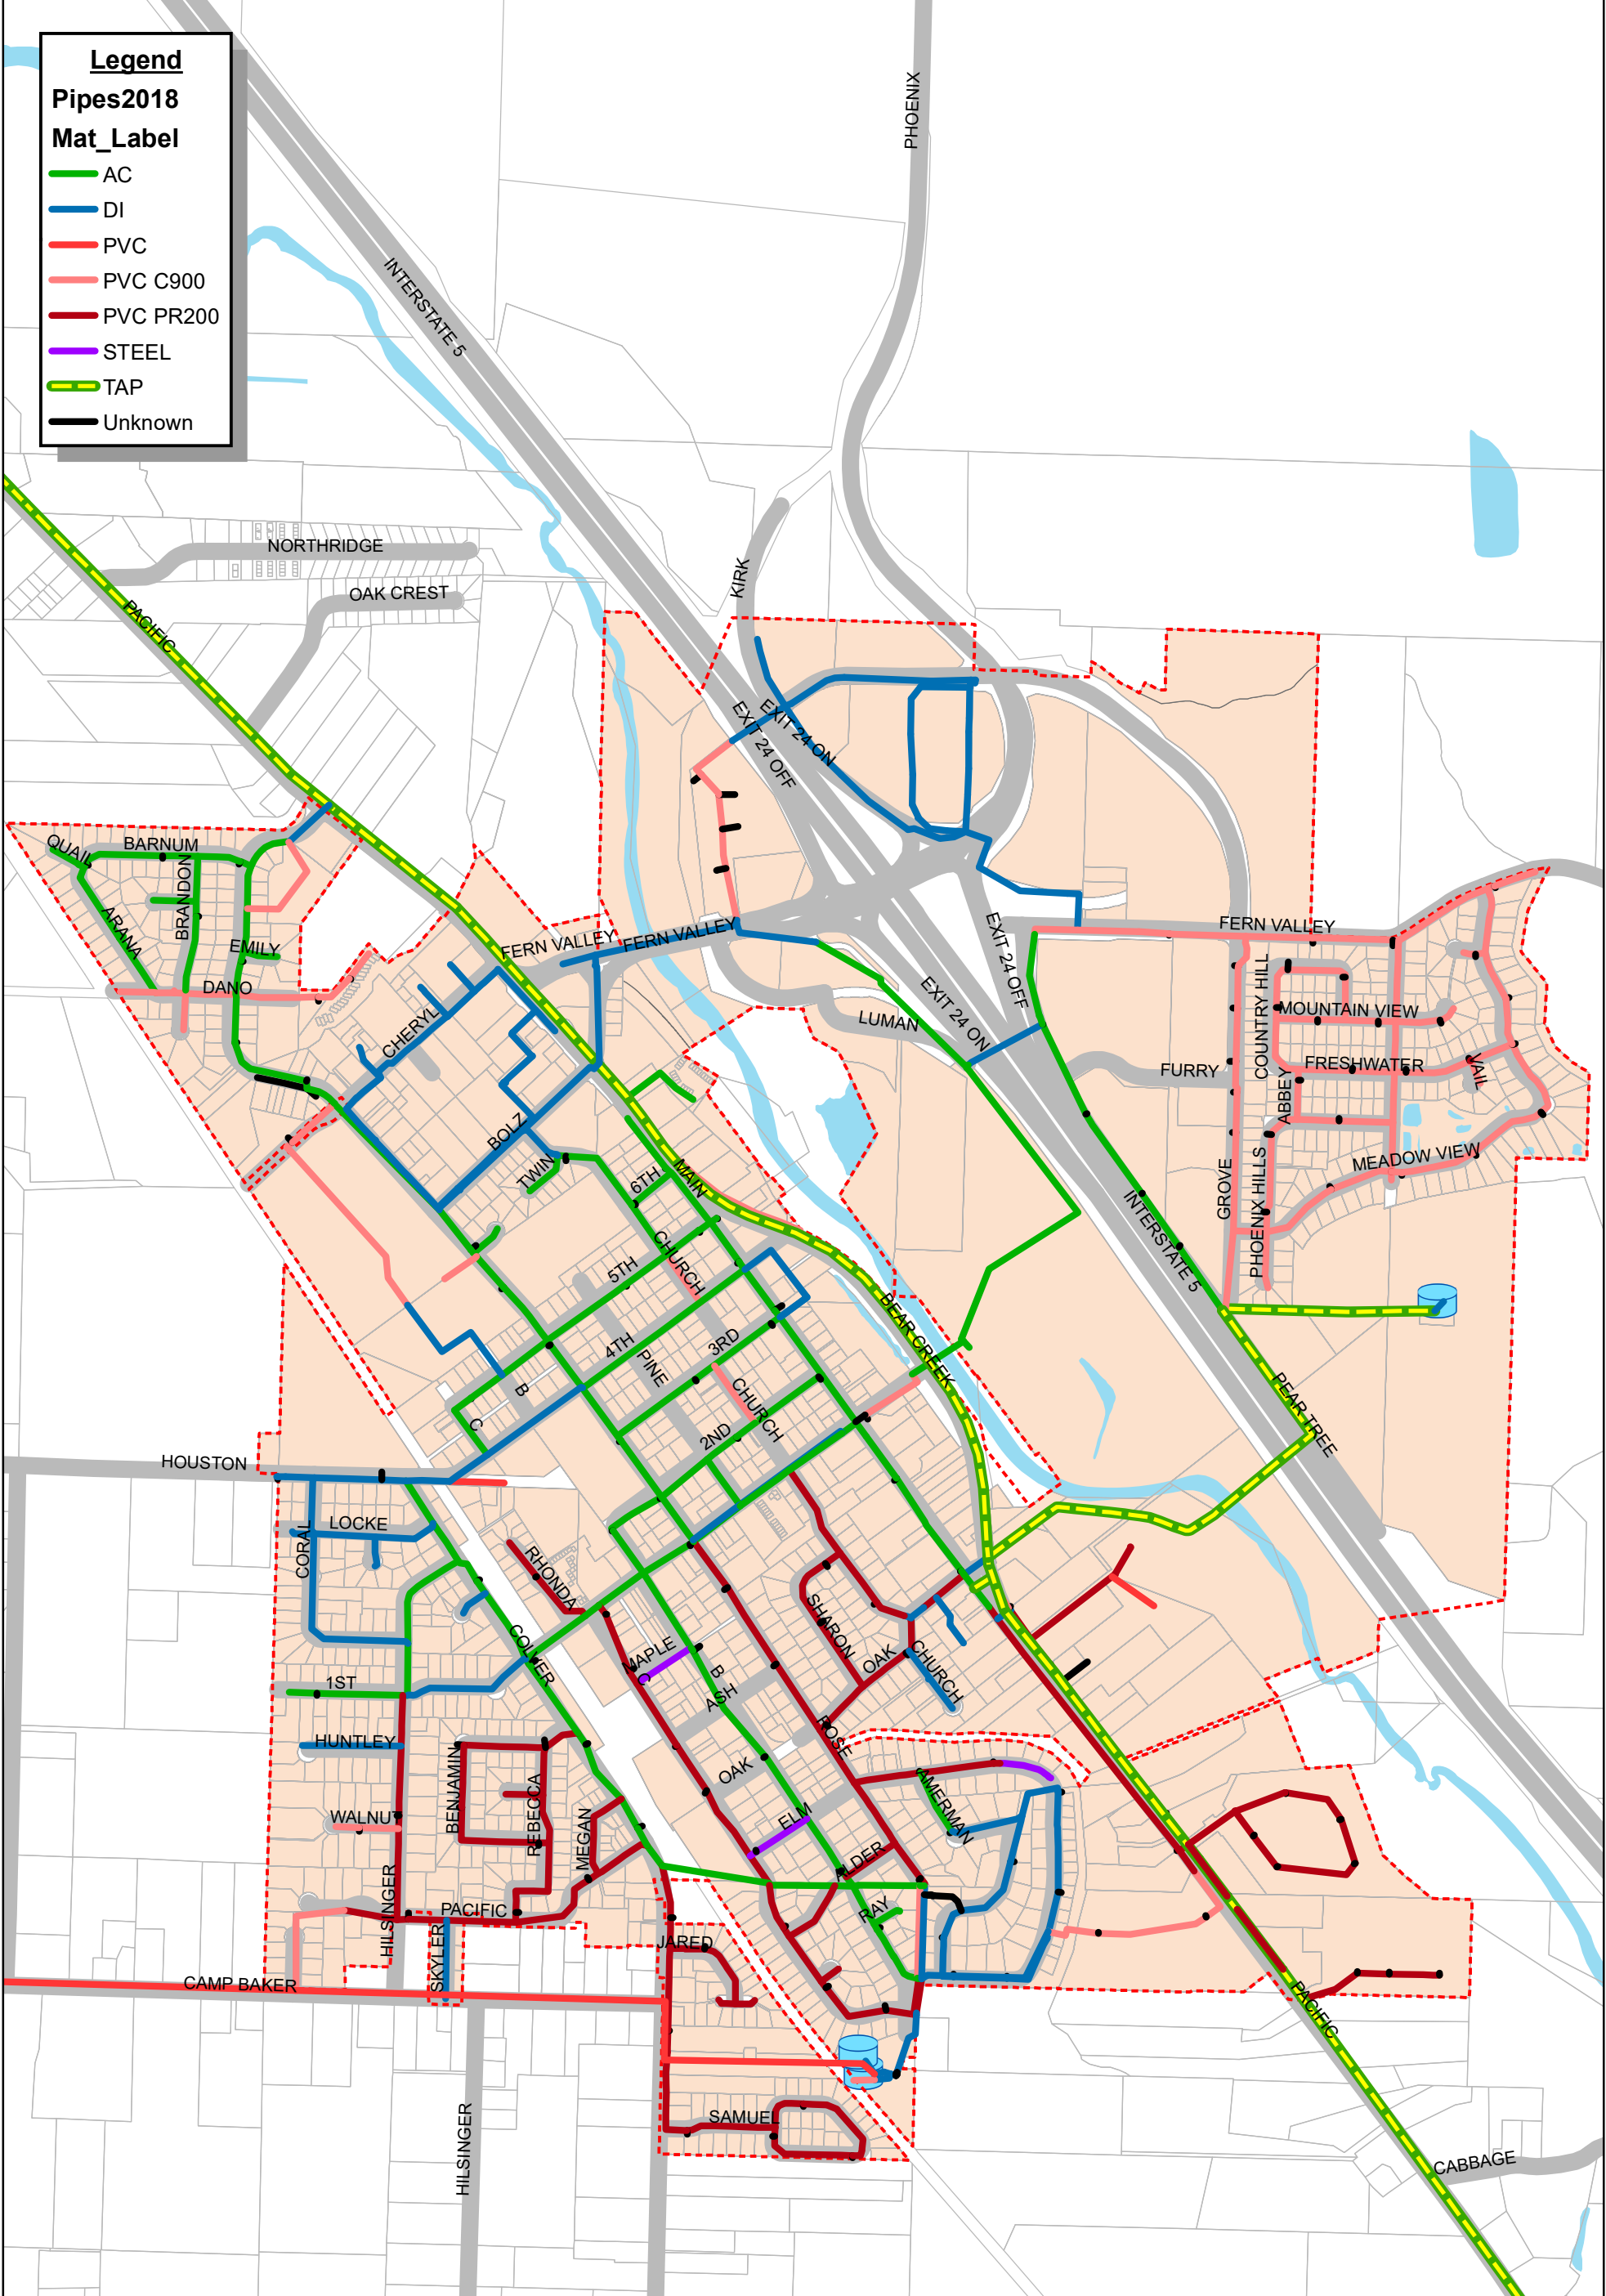 Legend
Pipes2018
Mat_Label
AC
DI
PVC
PVC C900
PVC PR200
STEEL
TAP
Unknown
PHOENIX
INTERSTATE 5
NORTHRIDGE
OAK CREST
KIRK
PACIFIC
EXIT 24 ON
EXIT 24 OFF
QUAIL
BARNUM
BRANDON
ARANA
EMILY
DANO
FERN VALLEY
FERN VALLEY
FERN VALLEY
EXIT 24 OFF
EXIT 24 ON
LUMAN
CHERYL
COUNTRY HILL
MOUNTAIN VIEW
FURRY
FRESHWATER
VAIL
ABBEY
BOLZ
TWIN
6TH
MAIN
MEADOW VIEW
GROVE
PHOENIX HILLS
INTERSTATE 5
CHURCH
5TH
BEAR CREEK
4TH
3RD
PINE
B
C
CHURCH
2ND
PEAR TREE
HOUSTON
LOCKE
CORAL
RHONDA
SHARON
OAK
CHURCH
COLVER
MAPLE
C
B
ASH
1ST
ROSE
HUNTLEY
BENJAMIN
REBECCA
OAK
AMERMAN
WALNUT
MEGAN
ELM
ALDER
HILSINGER
PACIFIC
RAY
SKYLER
JARED
CAMP BAKER
PACIFIC
SAMUEL
HILSINGER
CABBAGE